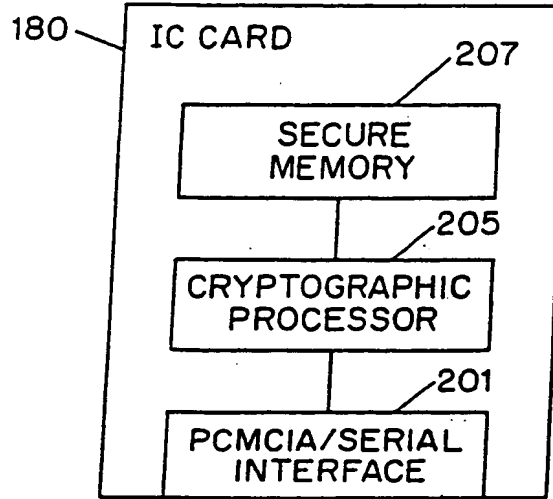 180
IC CARD
207
SECURE
MEMORY
205
CRYPTOGRAPHIC
PROCESSOR
201
PCMCIA/SERIAL
INTERFACE